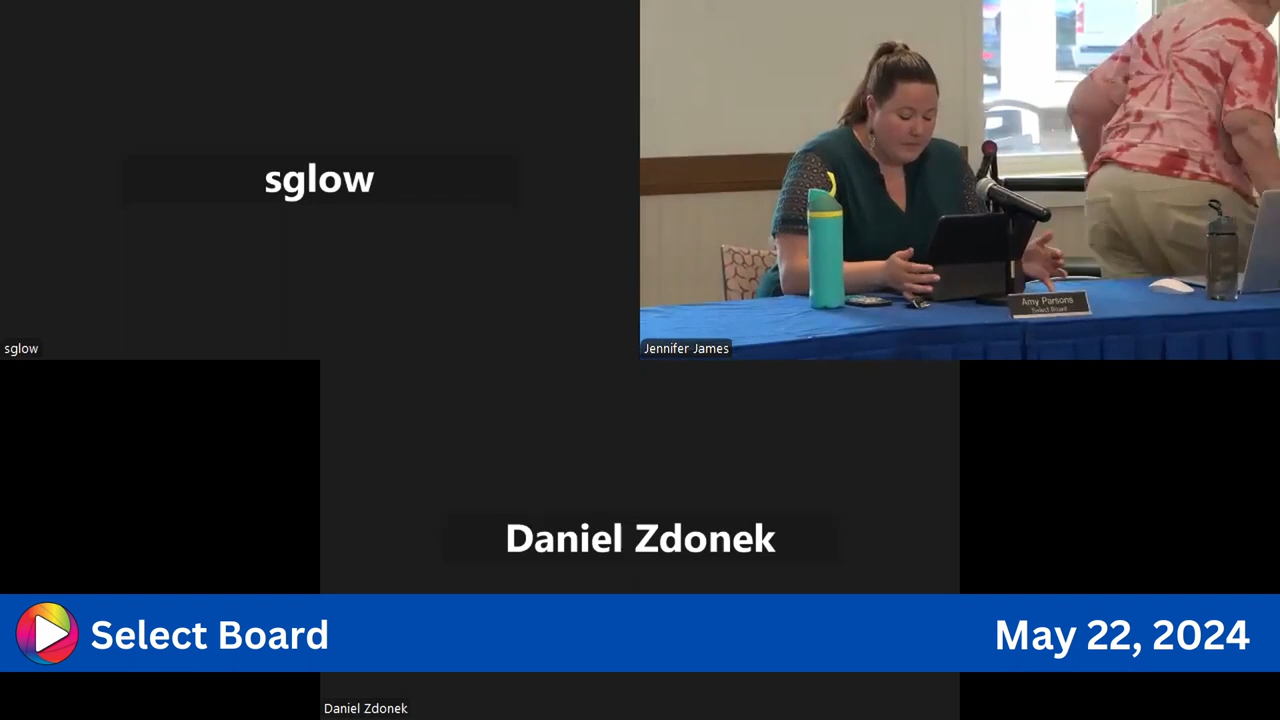 sglow
sglow
Jennifer James
Amy Parsons
Select Board
Daniel Zdonek
Select Board
May 22, 2024
Daniel Zdonek